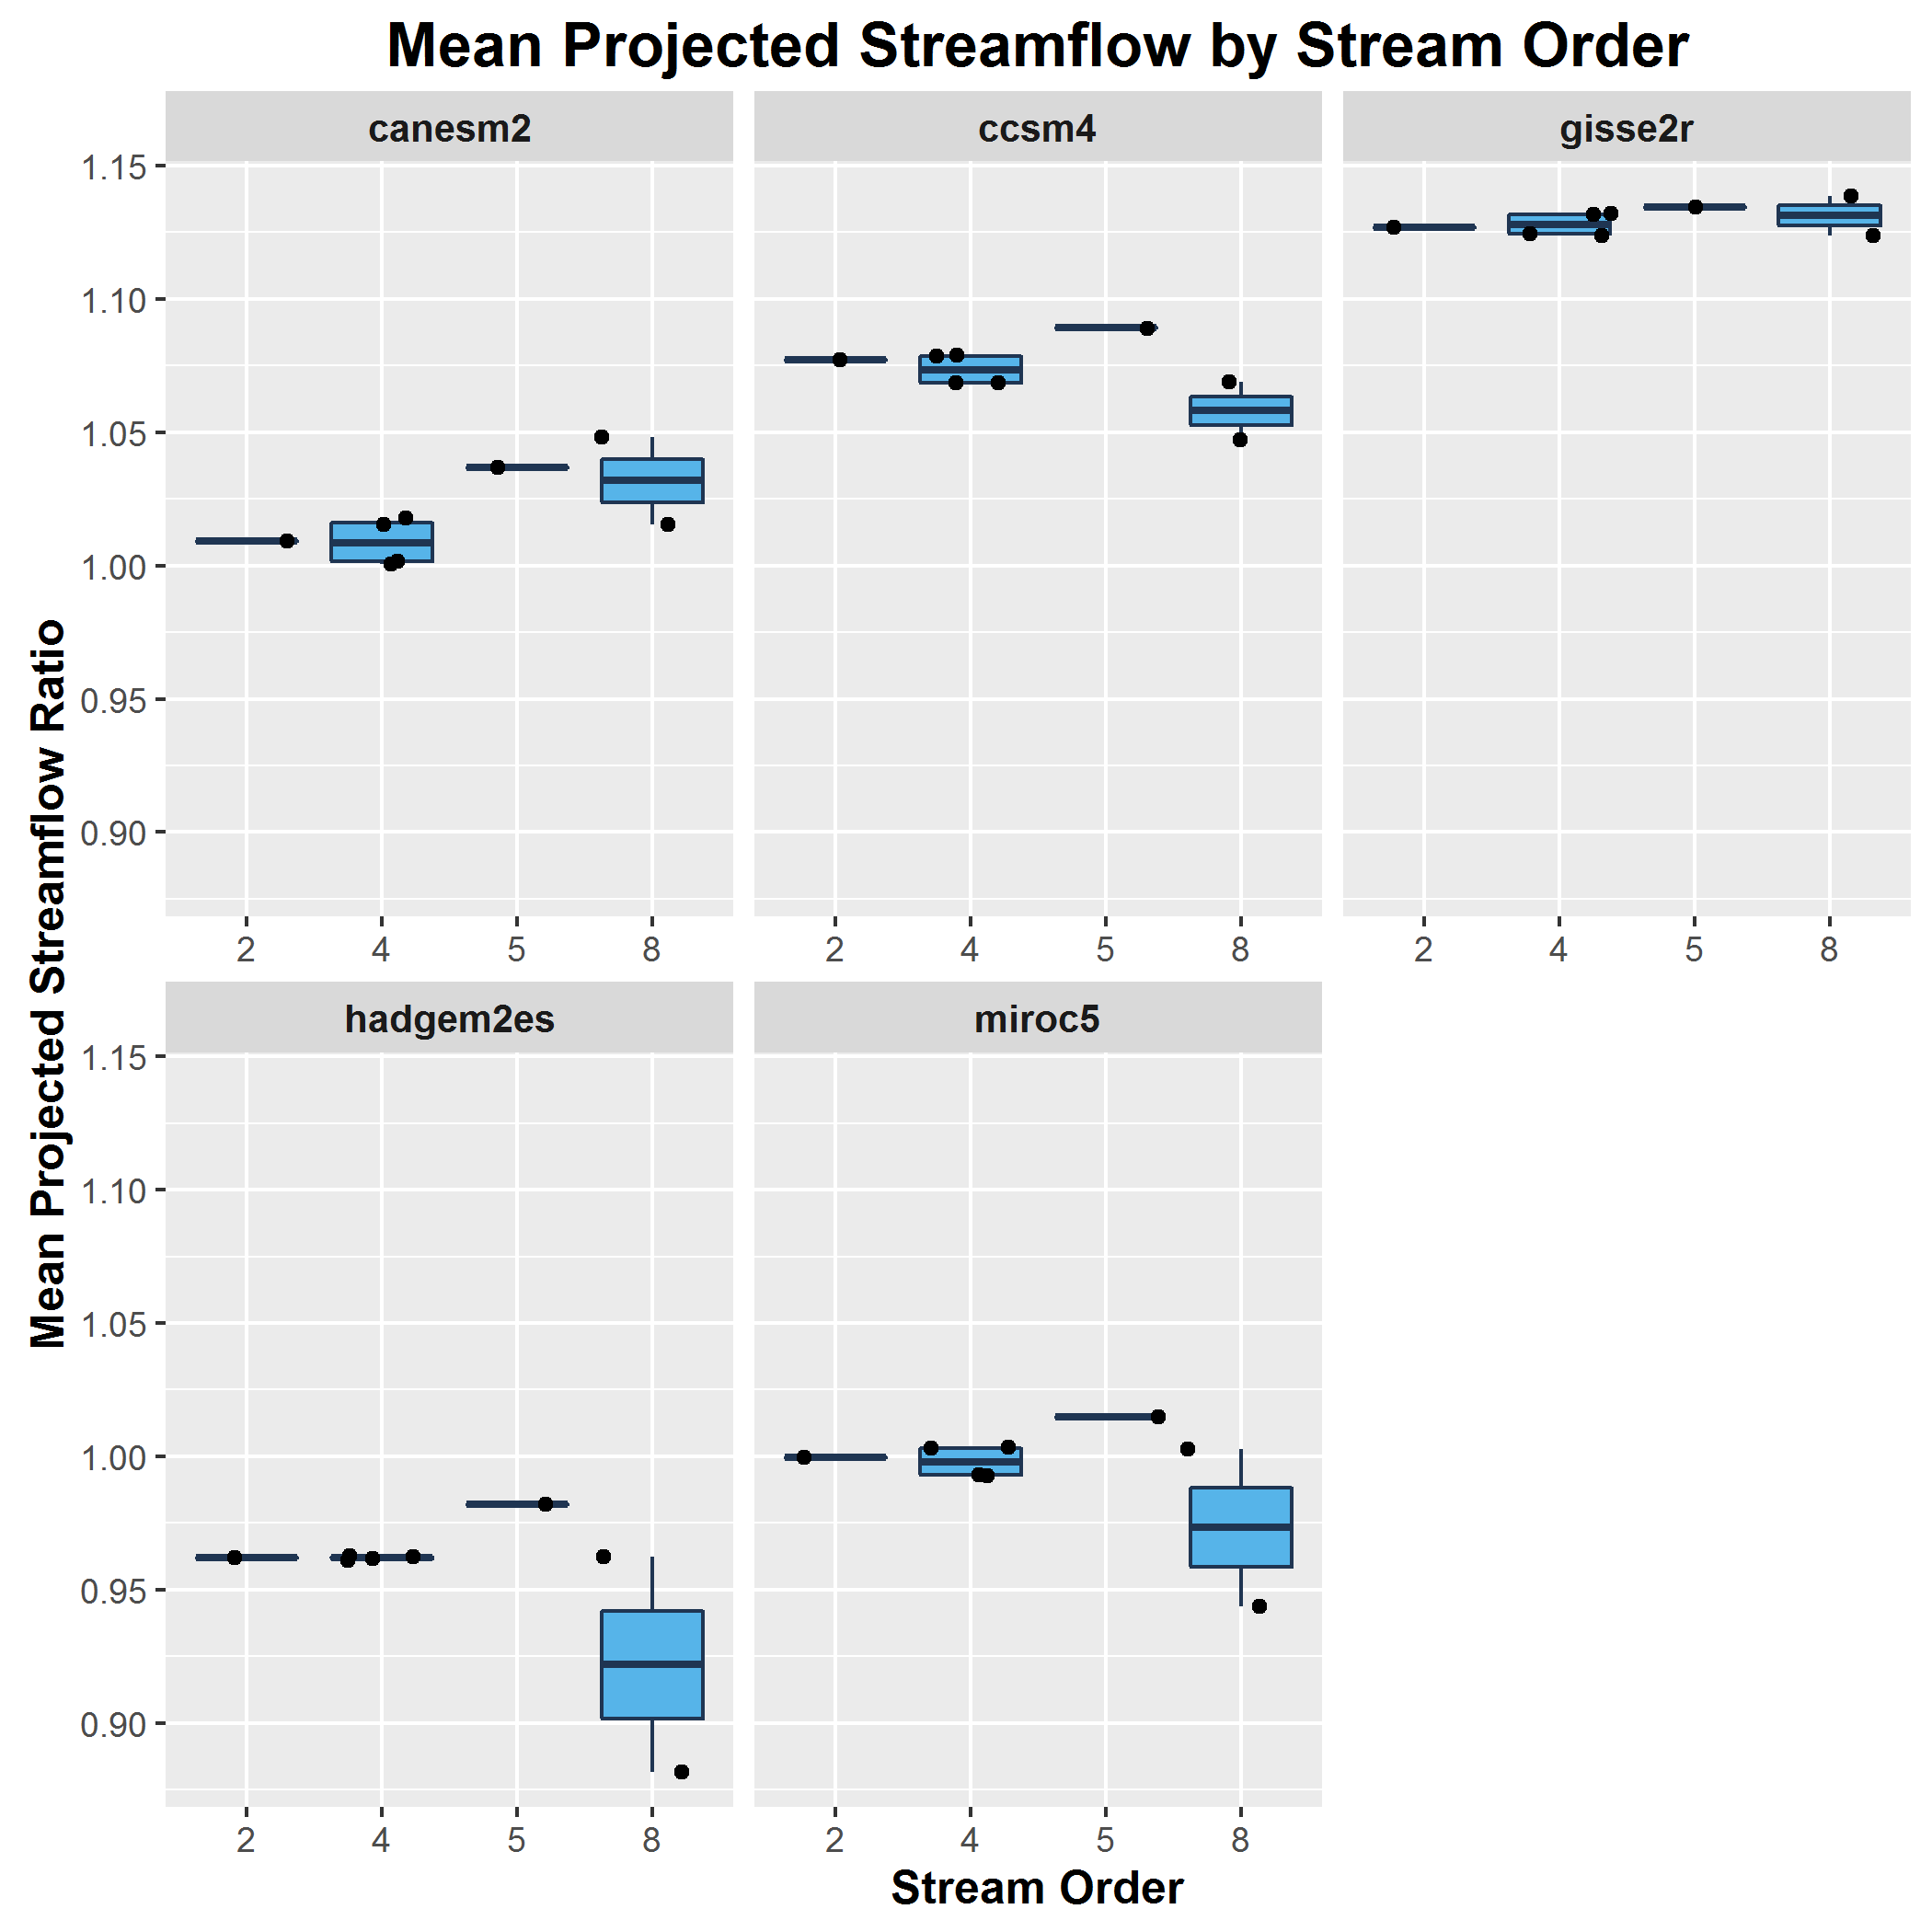 Mean Projected Streamflow by Stream Order
canesm2
ccsm4
gisse2r
1.15
1.10
1.05
1.00
0.95
0.90
2 4 5 8
2 4 5 8
2 4 5 8
Mean Projected Streamflow Ratio
hadgem2es
miroc5
1.15
1.10
1.05
1.00
0.95
0.90
2 4 5 8
2 4 5 8
Stream Order